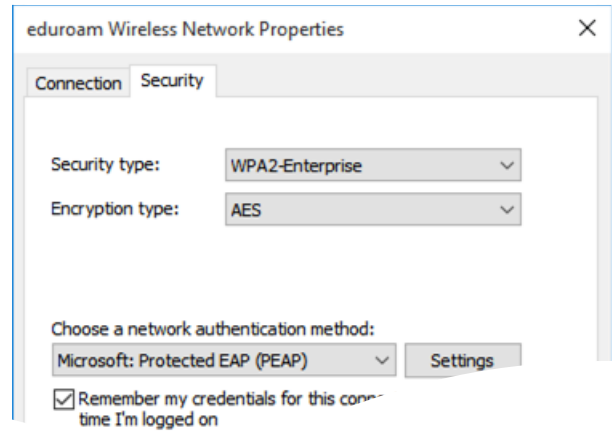 eduroam Wireless Network Properties
Connection Security
Security type: WPA2-Enterprise
Encryption type: AES
Choose a network authentication method:
Microsoft: Protected EAP (PEAP) Settings
Remember my credentials for this
time I'm logged on